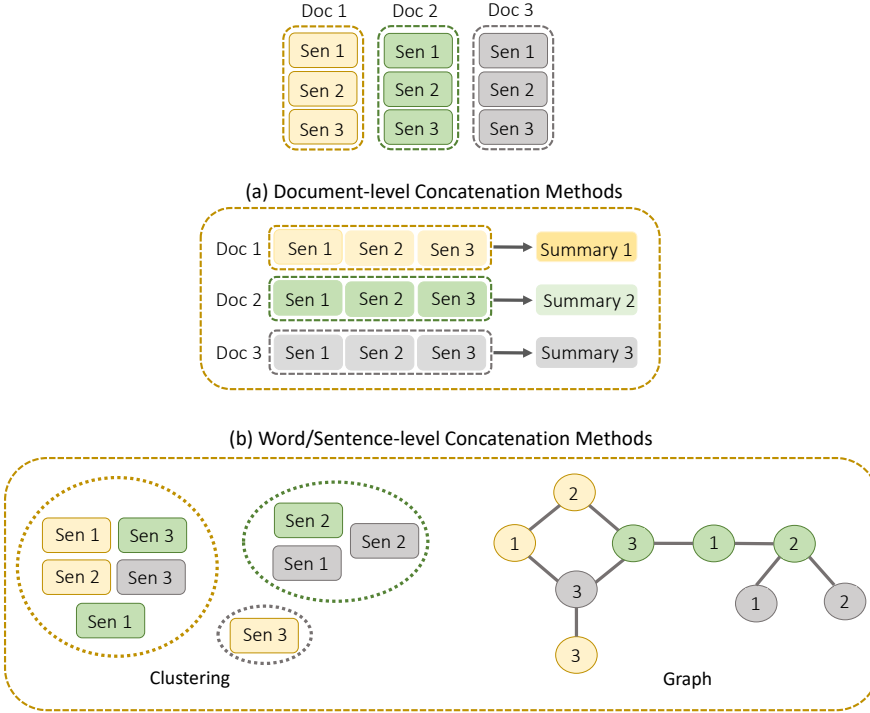 Doc 1 Doc 2 Doc 3
Sen 1 Sen 1 Sen 1
Sen 2 Sen 2 Sen 2
Sen 3 Sen 3 Sen 3
(a) Document-level Concatenation Methods
Doc 1 Sen 1 Sen 2 Sen 3 Summary 1
Doc 2 Sen 1 Sen 2 Sen 3 Summary 2
Doc 3 Sen 1 Sen 2 Sen 3 Summary 3
(b) Word/Sentence-level Concatenation Methods
Sen 1 Sen 3
Sen 2 Sen 3
Sen 1
Sen 2
Sen 2
Sen 1
Sen 3
Clustering
2
1 3 1 2
3 1 2
3
Graph